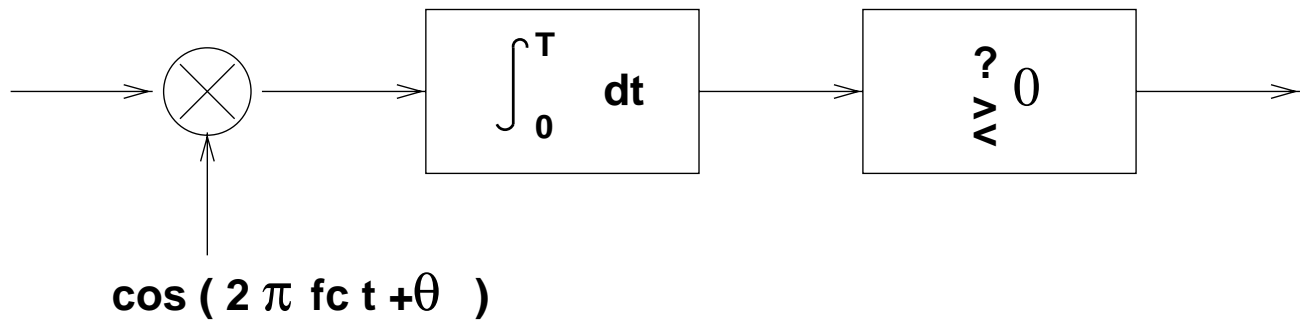 ∫ T 0 dt
? > < 0
cos ( 2 π fc t + θ )